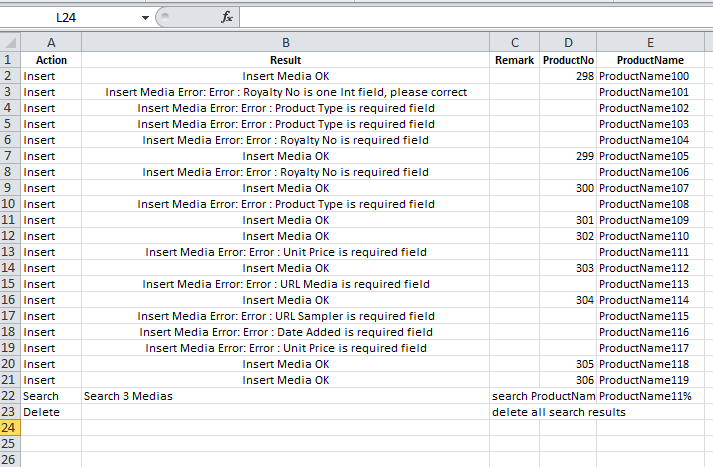 L24 fx
A B C D E
1 Action Result Remark ProductNo ProductName
2 Insert Insert Media OK 298 ProductName100
3 Insert Insert Media Error: Error : Royalty No is one Int field, please correct ProductName101
4 Insert Insert Media Error: Error : Product Type is required field ProductName102
5 Insert Insert Media Error: Error : Product Type is required field ProductName103
6 Insert Insert Media Error: Error : Royalty No is required field ProductName104
7 Insert Insert Media OK 299 ProductName105
8 Insert Insert Media Error: Error : Royalty No is required field ProductName106
9 Insert Insert Media OK 300 ProductName107
10 Insert Insert Media Error: Error : Product Type is required field ProductName108
11 Insert Insert Media OK 301 ProductName109
12 Insert Insert Media OK 302 ProductName110
13 Insert Insert Media Error: Error : Unit Price is required field ProductName111
14 Insert Insert Media OK 303 ProductName112
15 Insert Insert Media Error: Error : URL Media is required field ProductName113
16 Insert Insert Media OK 304 ProductName114
17 Insert Insert Media Error: Error : URL Sampler is required field ProductName115
18 Insert Insert Media Error: Error : Date Added is required field ProductName116
19 Insert Insert Media Error: Error : Unit Price is required field ProductName117
20 Insert Insert Media OK 305 ProductName118
21 Insert Insert Media OK 306 ProductName119
22 Search Search 3 Medias search ProductNam ProductName11%
23 Delete delete all search results
24
25
26